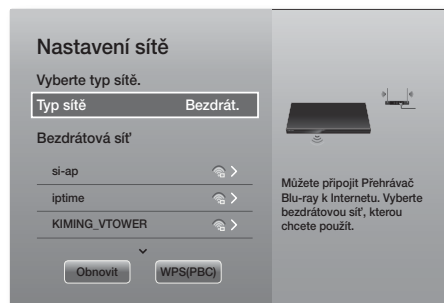 Nastavení sítě
Vyberte typ sítě.
Typ sítě Bezdrát.
Bezdrátová síť
si-ap
iptime
KIMING_VTOWER
Obnovit WPS(PBC)
Můžete připojit Přehrávač
Blu-ray k Internetu. Vyberte
bezdrátovou síť, kterou
chcete použít.